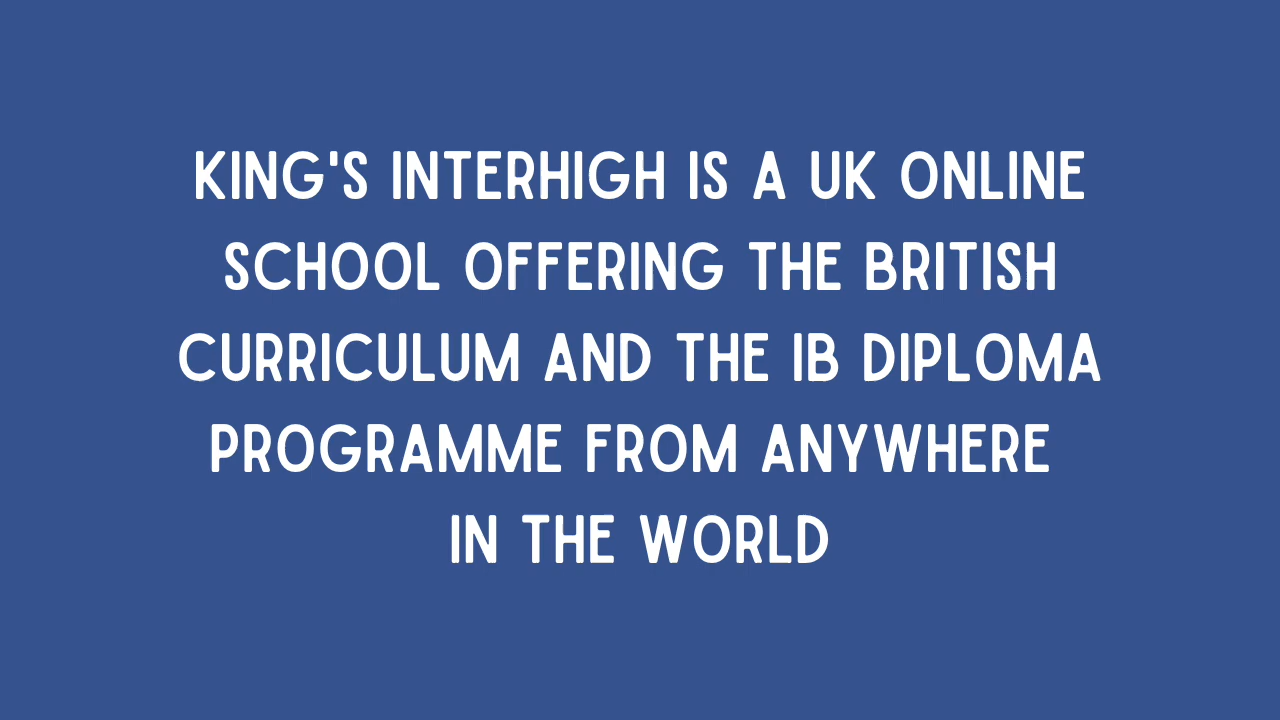 KING'S INTERHIGH IS A UK ONLINE
SCHOOL OFFERING THE BRITISH
CURRICULUM AND THE IB DIPLOMA
PROGRAMME FROM ANYWHERE
IN THE WORLD